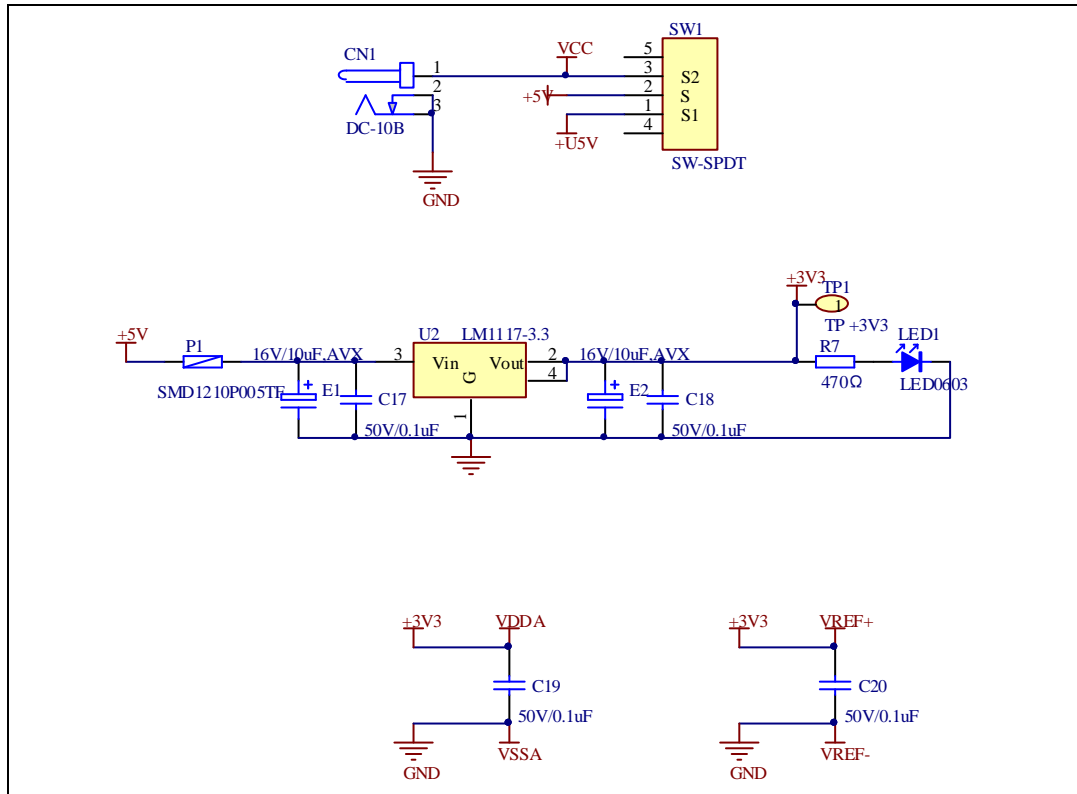 SW1
VCC
5
CN1
1
3
S2
2
+5V
2
S
3
1
S1
DC-10B
4
+U5V
SW-SPDT
GND
+3V3
TP1
1
+5V
P1
U2
LM1117-3.3
TP +3V3
LED1
R7
16V/10uF,AVX
3
Vin
Vout
2
16V/10uF,AVX
4
G
SMD1210P005TF
E1
C17
E2
C18
470Ω
LED0603
1
50V/0.1uF
50V/0.1uF
+3V3
VDDA
+3V3
VREF+
C19
C20
50V/0.1uF
50V/0.1uF
VSSA
VREF-
GND
GND